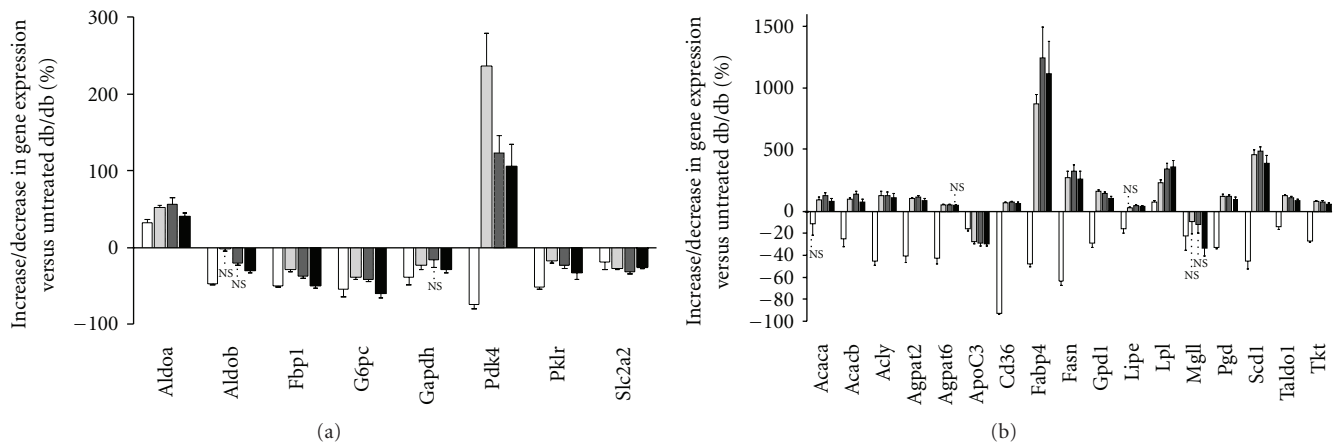 Increase/decrease in gene expression
versus untreated db/db (%)
300
200
100
0
−100
NS
NS
NS
Aldoa
Aldob
Fbp1
G6pc
Gapdh
Pdk4
Pklr
Slc2a2
(a)
Increase/decrease in gene expression
versus untreated db/db (%)
1500
1000
500
0
−20
−40
−60
−80
−100
NS
NS
NS
NS
NS
Acaca
Acacb
Acly
Agpat2
Agpat6
ApoC3
Cd36
Fabp4
Fasn
Gpd1
Lipe
Lpl
Mgll
Pgd
Scd1
Taldo1
Tkt
(b)